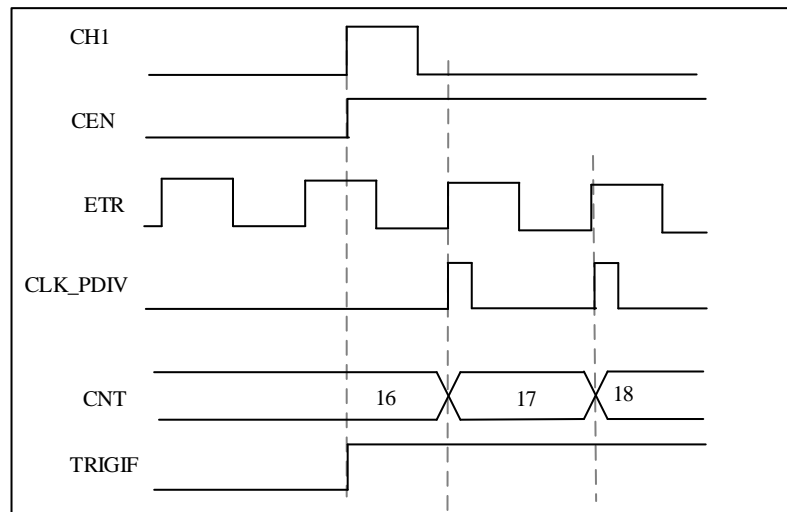 CH1
CEN
ETR
CLK_PDIV
CNT 16 17 18
TRIGIF